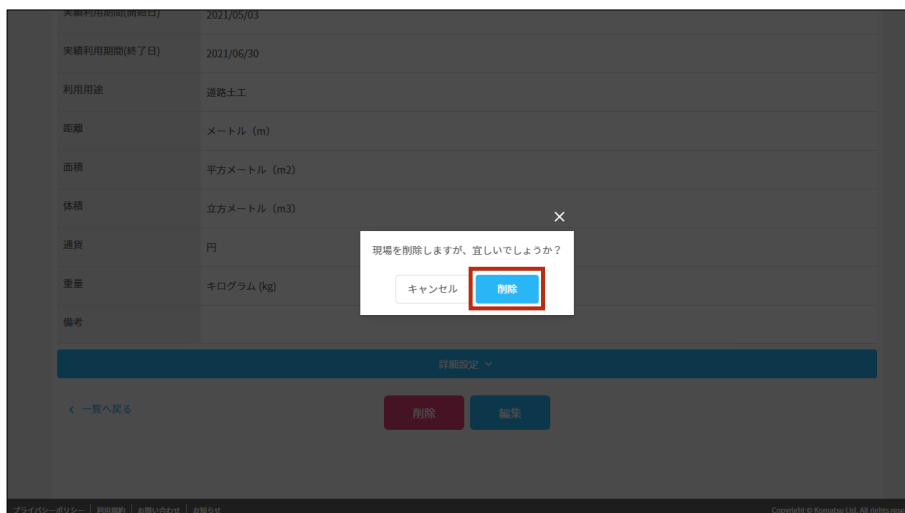 実績利用期間(開始日) 2021/05/03
実績利用期間(終了日) 2021/06/30
利用用途 道路土工
距離 メートル（m）
面積 平方メートル（m2）
体積 立方メートル（m3）
通貨 円
重量 キログラム (kg)
備考
×
現場を削除しますが、宜しいでしょうか？
キャンセル 削除
詳細設定
一覧へ戻る 削除 編集
プライバシーポリシー | 利用規約 | お問い合わせ | お知らせ Copyright © Komatsu Ltd. All rights rese